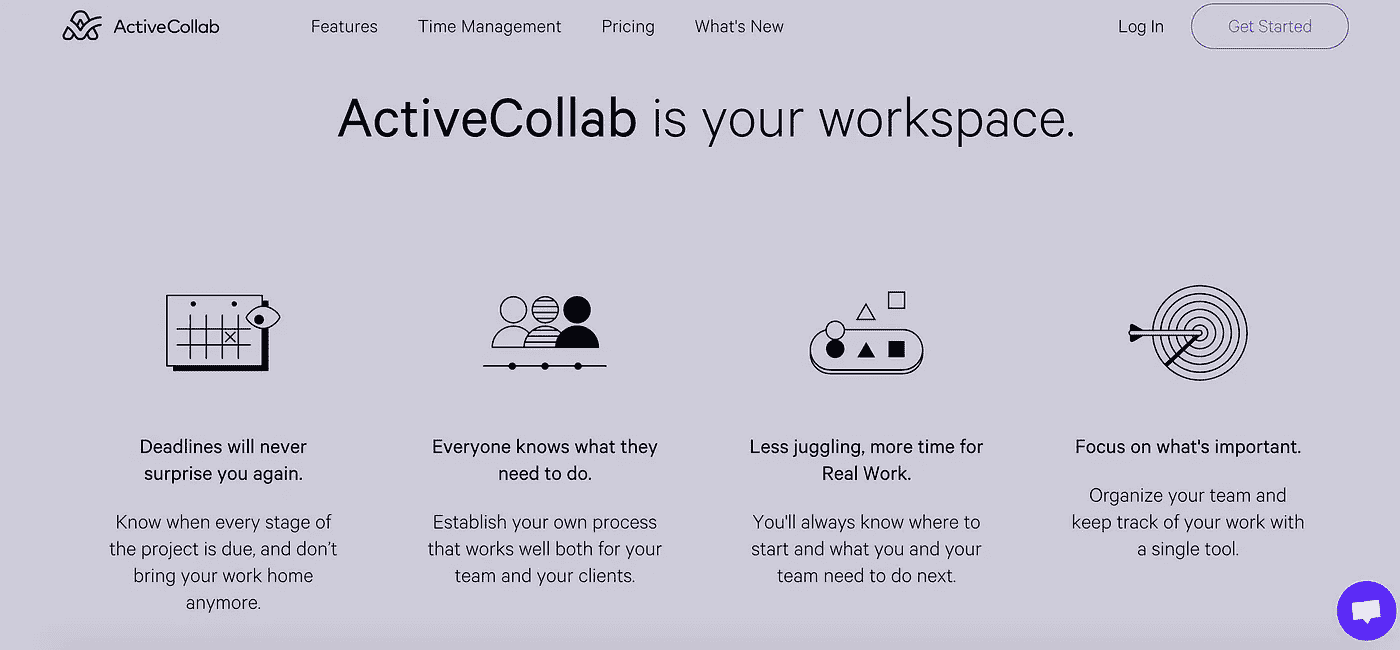 ActiveCollab Features Time Management Pricing What's New Log In Get Started
ActiveCollab is your workspace.
Deadlines will never
surprise you again.
Know when every stage of
the project is due, and don’t
bring your work home
anymore.
Everyone knows what they
need to do.
Establish your own process
that works well both for your
team and your clients.
Less juggling, more time for
Real Work.
You'll always know where to
start and what you and your
team need to do next.
Focus on what's important.
Organize your team and
keep track of your work with
a single tool.